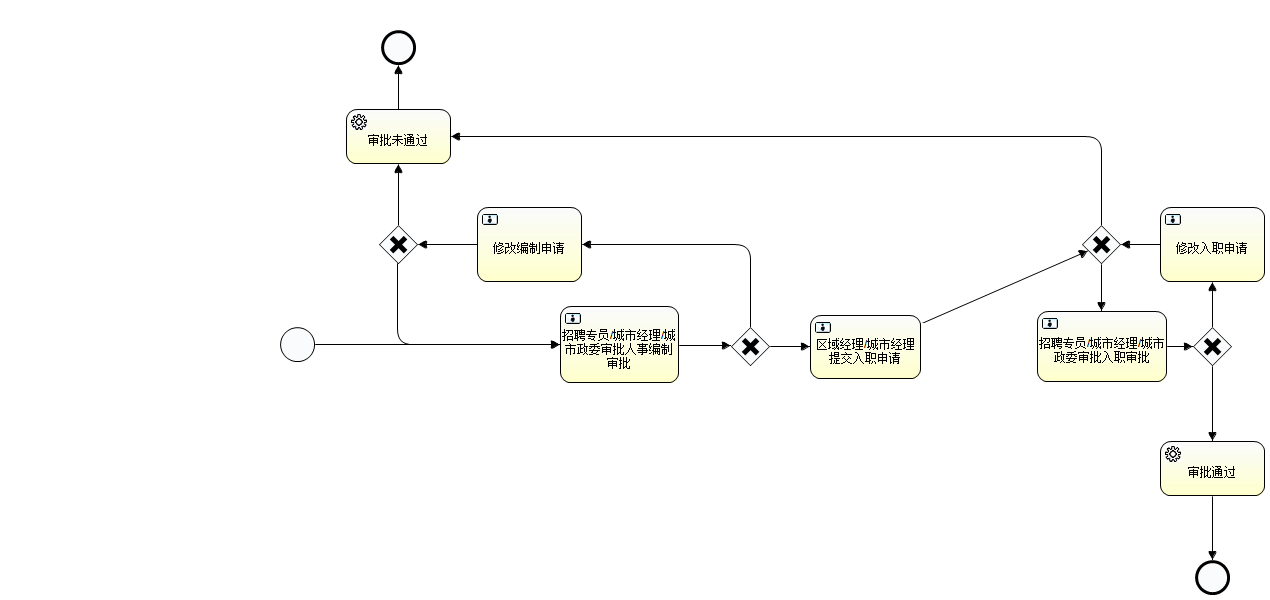 审批未通过
修改编制申请
修改入职申请
招聘专员/城市经理/城
市政委审批人事编制
审批
区域经理/城市经理
提交入职申请
招聘专员/城市经理/城市
政委审批入职审批
审批通过